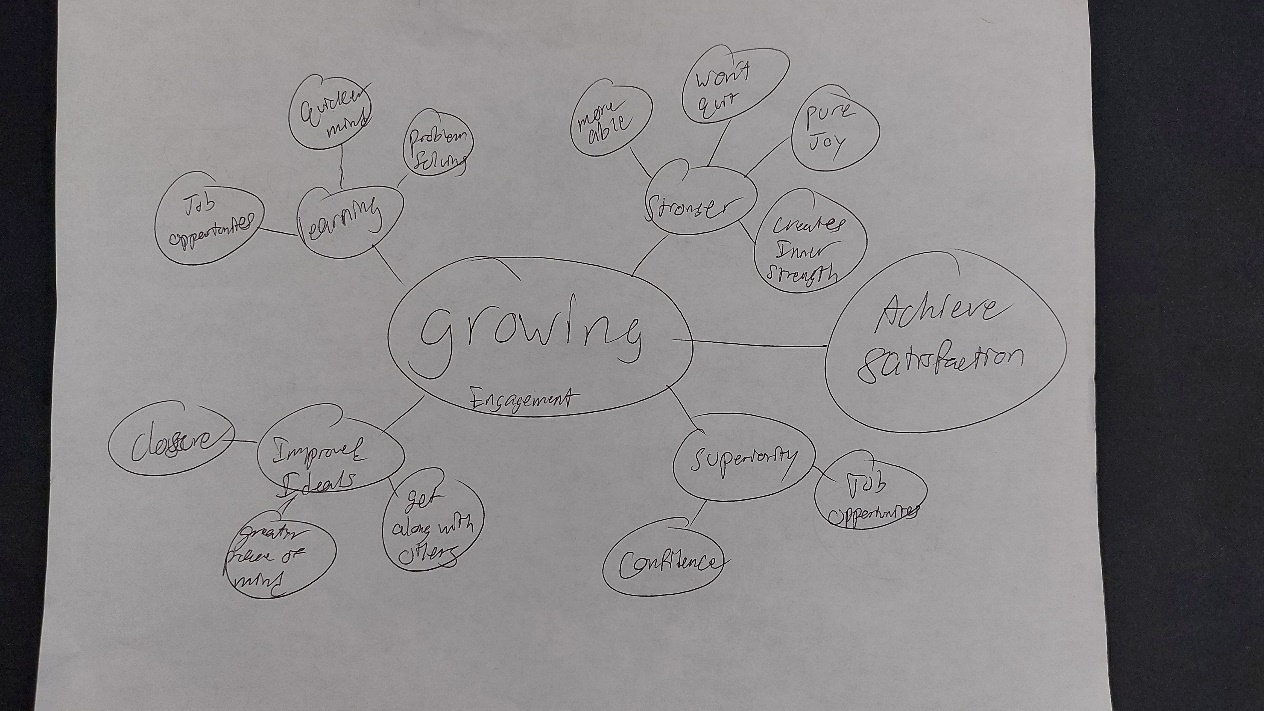 Quicker
mind
Problem
Solving
Job
opportunities
Learning
more
able
won't
quit
Pure
Joy
Stronger
Creates
Inner
Strength
growing
Engagement
Achieve
Satisfaction
Closure
Improved
Ideals
greater
peace of
mind
get
along with
others
Superiority
Job
opportunities
Confidence